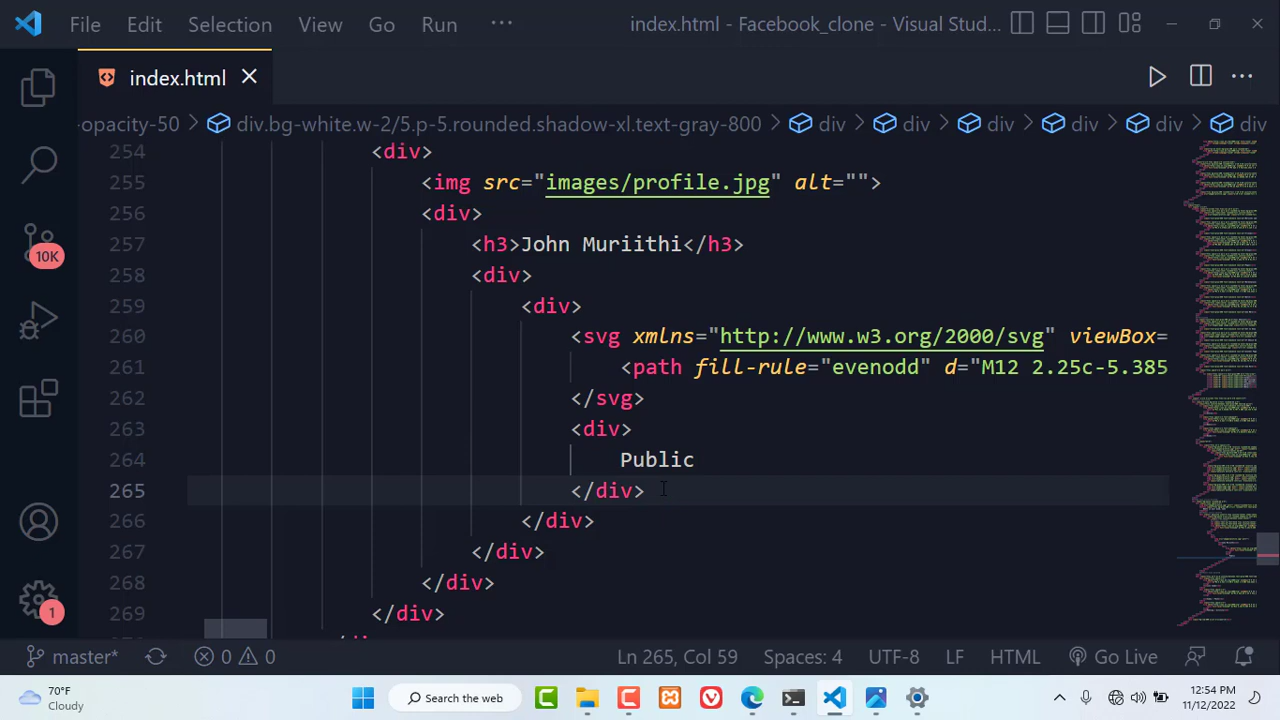 File Edit Selection View Go Run ··· index.html - Facebook_clone - Visual Stud...
index.html
-opacity-50 > div.bg-white.w-2/5.p-5.rounded.shadow-xl.text-gray-800 > div > div > div > div > div > div
254 <div>
255 <img src="images/profile.jpg" alt="">
256 <div>
257 <h3>John Muriithi</h3>
258 <div>
259 <div>
260 <svg xmlns="http://www.w3.org/2000/svg" viewBox=
261 <path fill-rule="evenodd" d="M12 2.25c-5.385
262 </svg>
263 <div>
264 Public
265 </div>
266 </div>
267 </div>
268 </div>
269 </div>
10K
1
master* 0 0 Ln 265, Col 59 Spaces: 4 UTF-8 LF HTML Go Live
70°F
Cloudy
Search the web
12:54 PM
11/12/2022